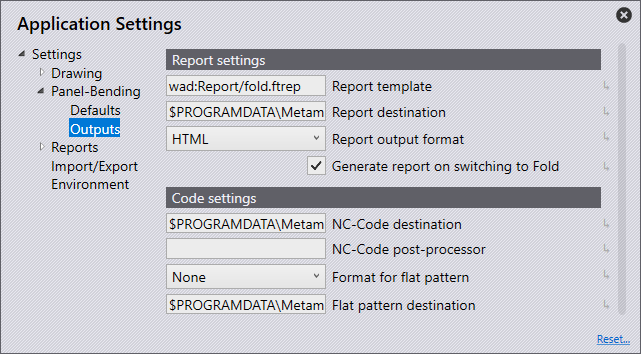 Application Settings
Settings
Drawing
Panel-Bending
Defaults
Outputs
Reports
Import/Export
Environment
Report settings
wad:Report/fold.ftrep Report template
$PROGRAMDATA\Metam Report destination
HTML Report output format
Generate report on switching to Fold
Code settings
$PROGRAMDATA\Metam NC-Code destination
NC-Code post-processor
None Format for flat pattern
$PROGRAMDATA\Metam Flat pattern destination
Reset...